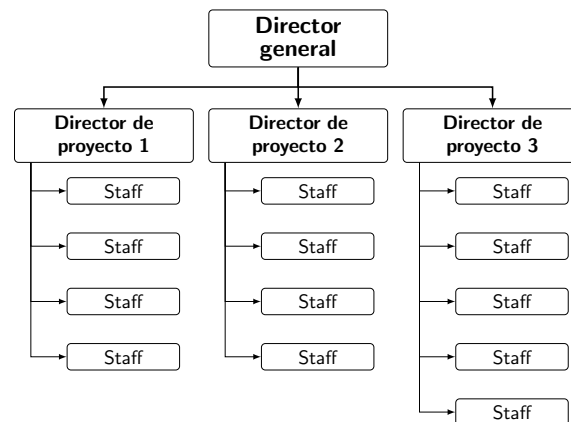 Director
general
Director de
proyecto 1
Director de
proyecto 2
Director de
proyecto 3
Staff
Staff
Staff
Staff
Staff
Staff
Staff
Staff
Staff
Staff
Staff
Staff
Staff